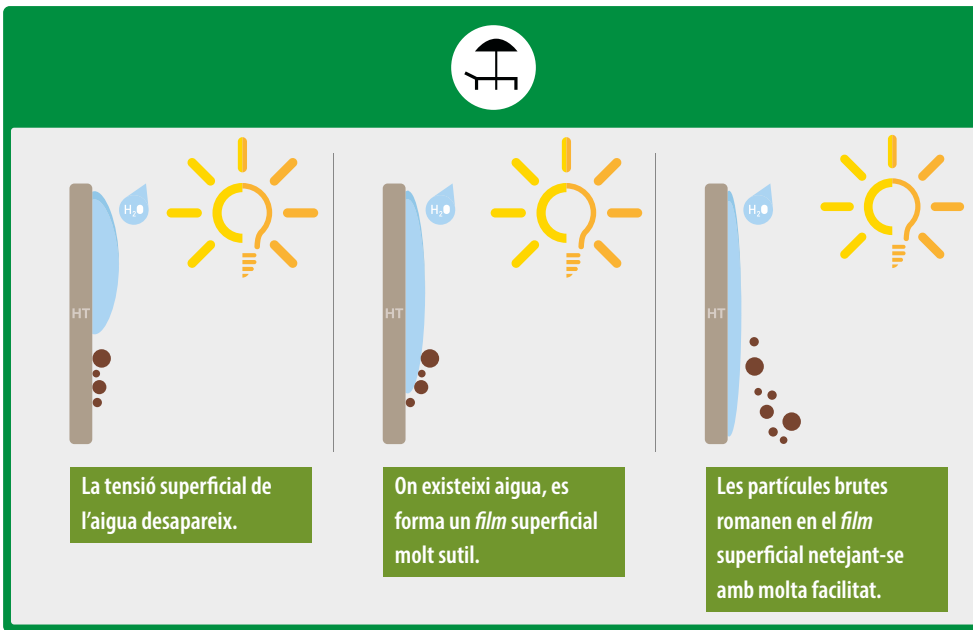 H₂O
HT
H₂O
HT
H₂O
HT
La tensió superficial de
l'aigua desapareix.
On existeixi aigua, es
forma un film superficial
molt sutil.
Les partícules brutes
romanen en el film
superficial netejant-se
amb molta facilitat.